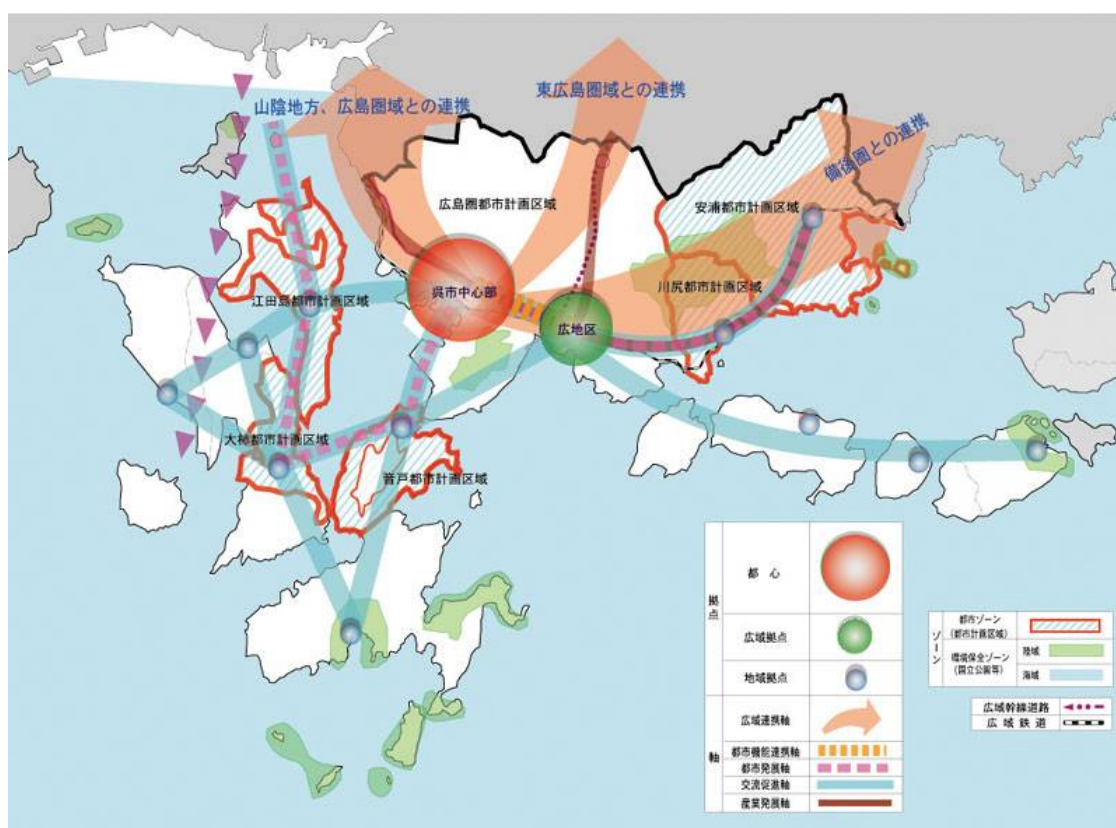 山陰地方、広島圏域との連携
東広島圏域との連携
備後圏との連携
広島圏都市計画区域
安浦都市計画区域
川尻都市計画区域
呉市中心部
広地区
江田島都市計画区域
大柿都市計画区域
音戸都市計画区域
拠点
都心
広域拠点
地域拠点
軸
広域連携軸
都市機能連携軸
都市発展軸
交流促進軸
産業発展軸
ゾーン
都市ゾーン
(都市計画区域)
環境保全ゾーン
(国立公園等)
陸域
海域
広域幹線道路
広域鉄道